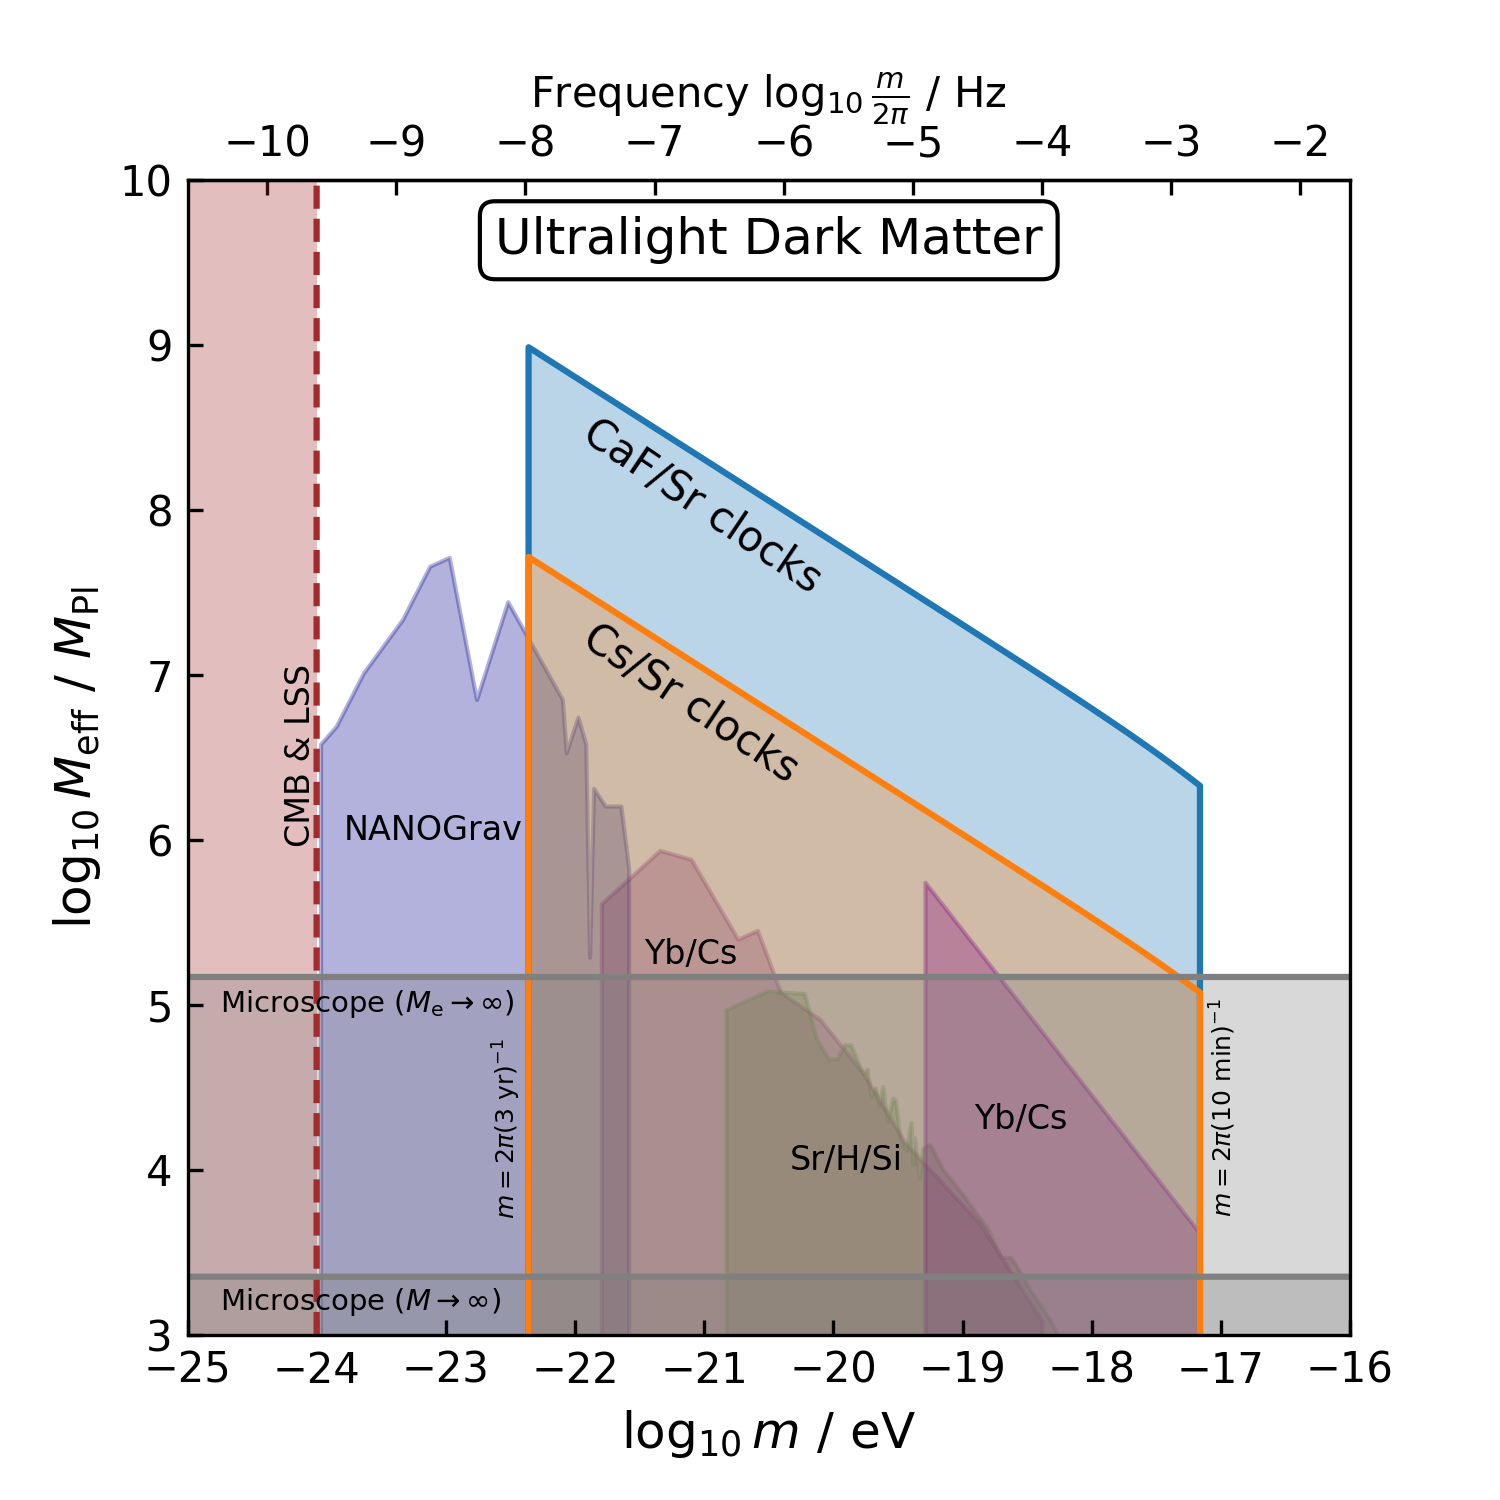 Frequency log₁₀ m/2π / Hz
−10 −9 −8 −7 −6 −5 −4 −3 −2
Ultralight Dark Matter
10
9
8
7
6
5
4
3
log₁₀ M_eff / M_Pl
CaF/Sr clocks
Cs/Sr clocks
CMB & LSS
NANOGrav
Yb/Cs
Microscope (M_e → ∞)
m = 2π(3 yr)⁻¹
m = 2π(10 min)⁻¹
Yb/Cs
Sr/H/Si
Microscope (M → ∞)
−25 −24 −23 −22 −21 −20 −19 −18 −17 −16
log₁₀ m / eV